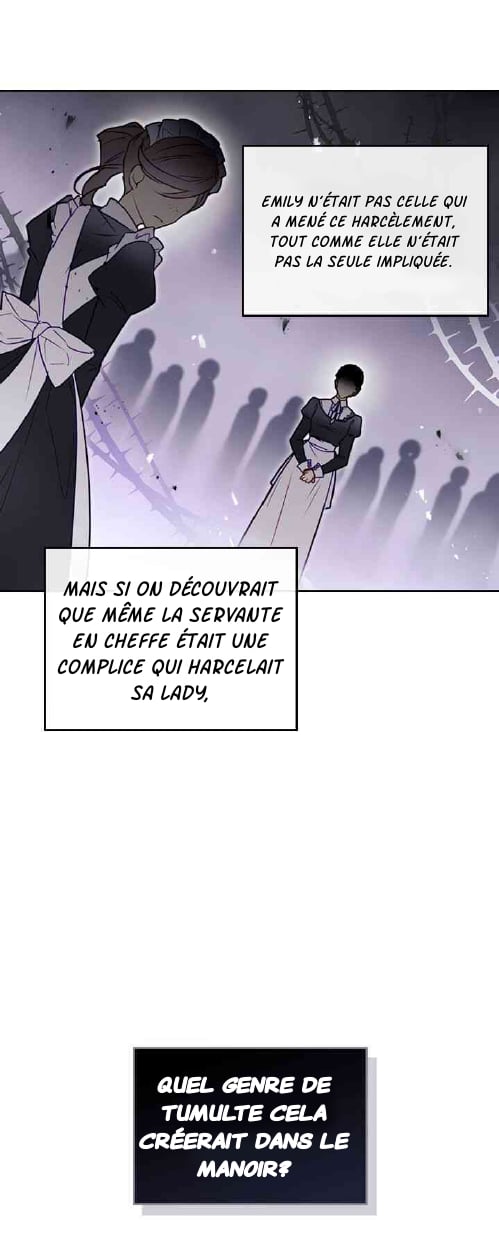 EMILY N'ÉTAIT PAS CELLE QUI
A MENÉ CE HARCÈLEMENT,
TOUT COMME ELLE N'ÉTAIT
PAS LA SEULE IMPLIQUÉE.
MAIS SI ON DÉCOUVRAIT
QUE MÊME LA SERVANTE
EN CHEFFE ÉTAIT UNE
COMPLICE QUI HARCELAIT
SA LADY,
QUEL GENRE DE
TUMULTE CELA
CRÉERAIT DANS LE
MANOIR?